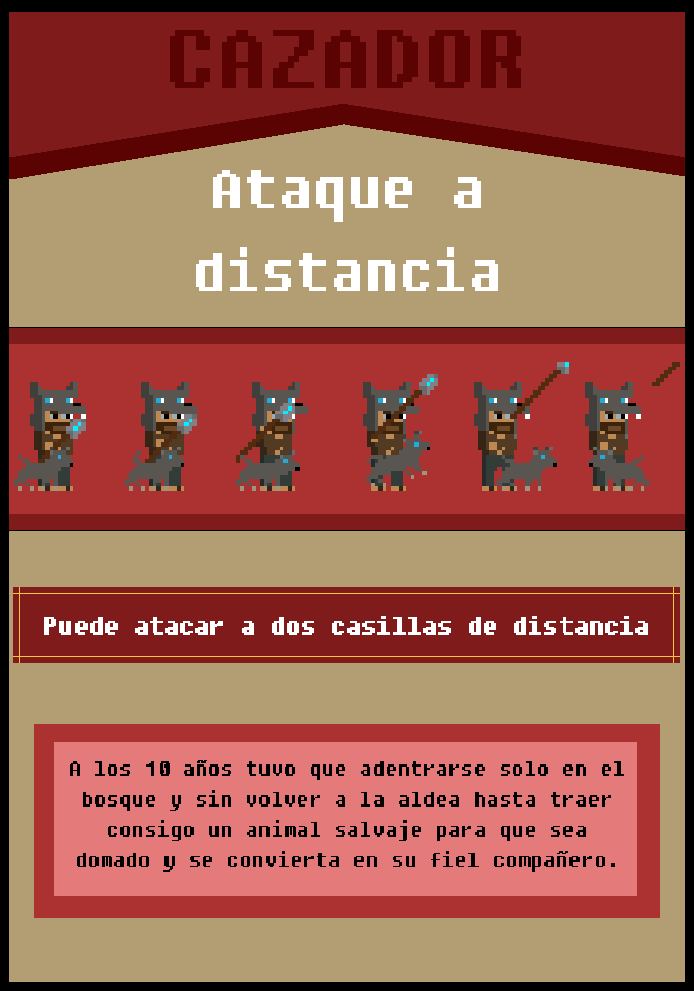 CAZADOR
Ataque a
distancia
Puede atacar a dos casillas de distancia
A los 10 años tuvo que adentrarse solo en el
bosque y sin volver a la aldea hasta traer
consigo un animal salvaje para que sea
domado y se convierta en su fiel compañero.